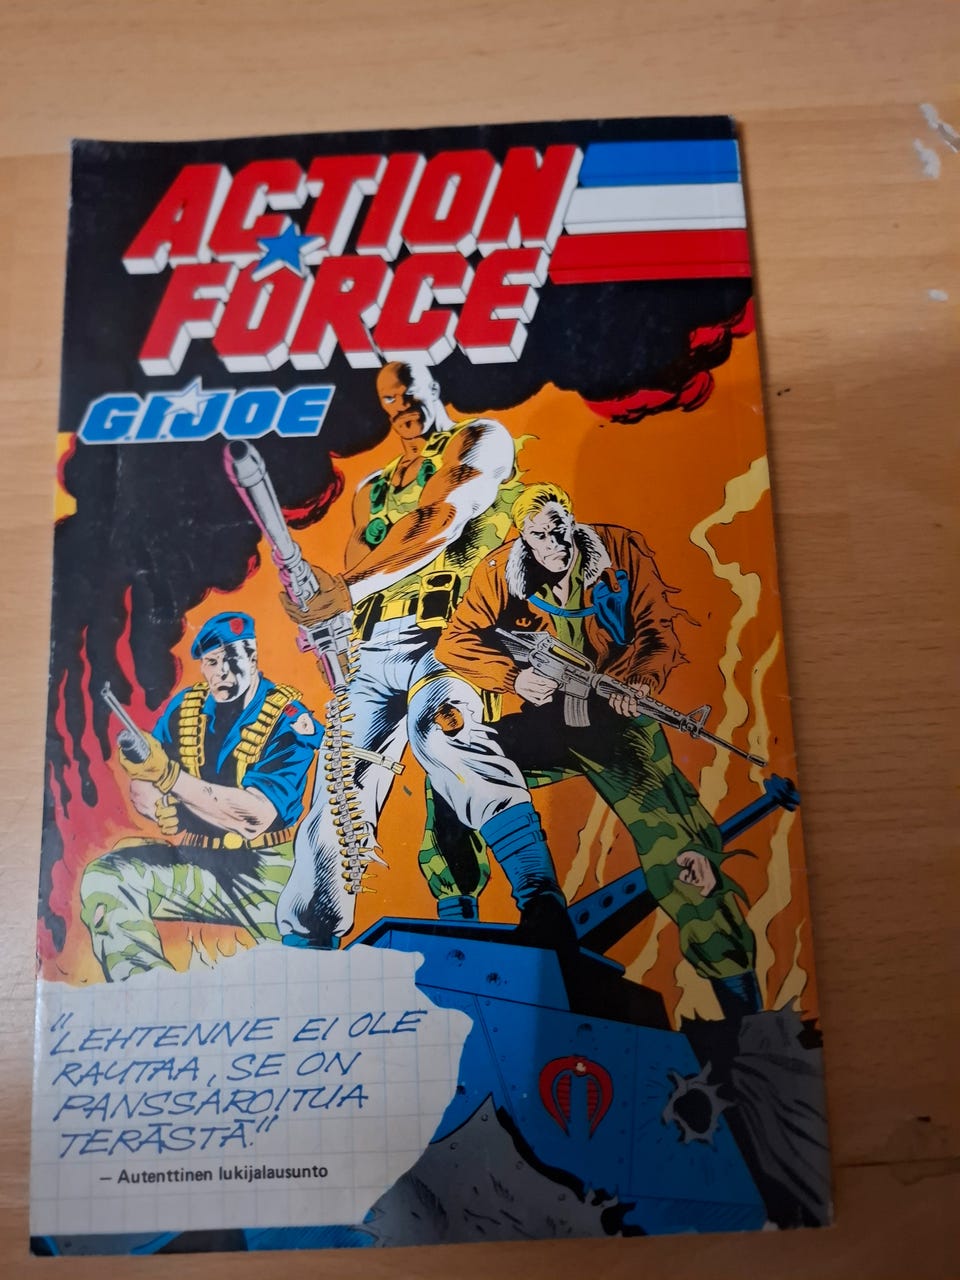 ACTION
FORCE
G.I.JOE
"LEHTENNE EI OLE
RAUTAA, SE ON
PANSSAROITUA
TERÄSTÄ."
– Autenttinen lukijalausunto